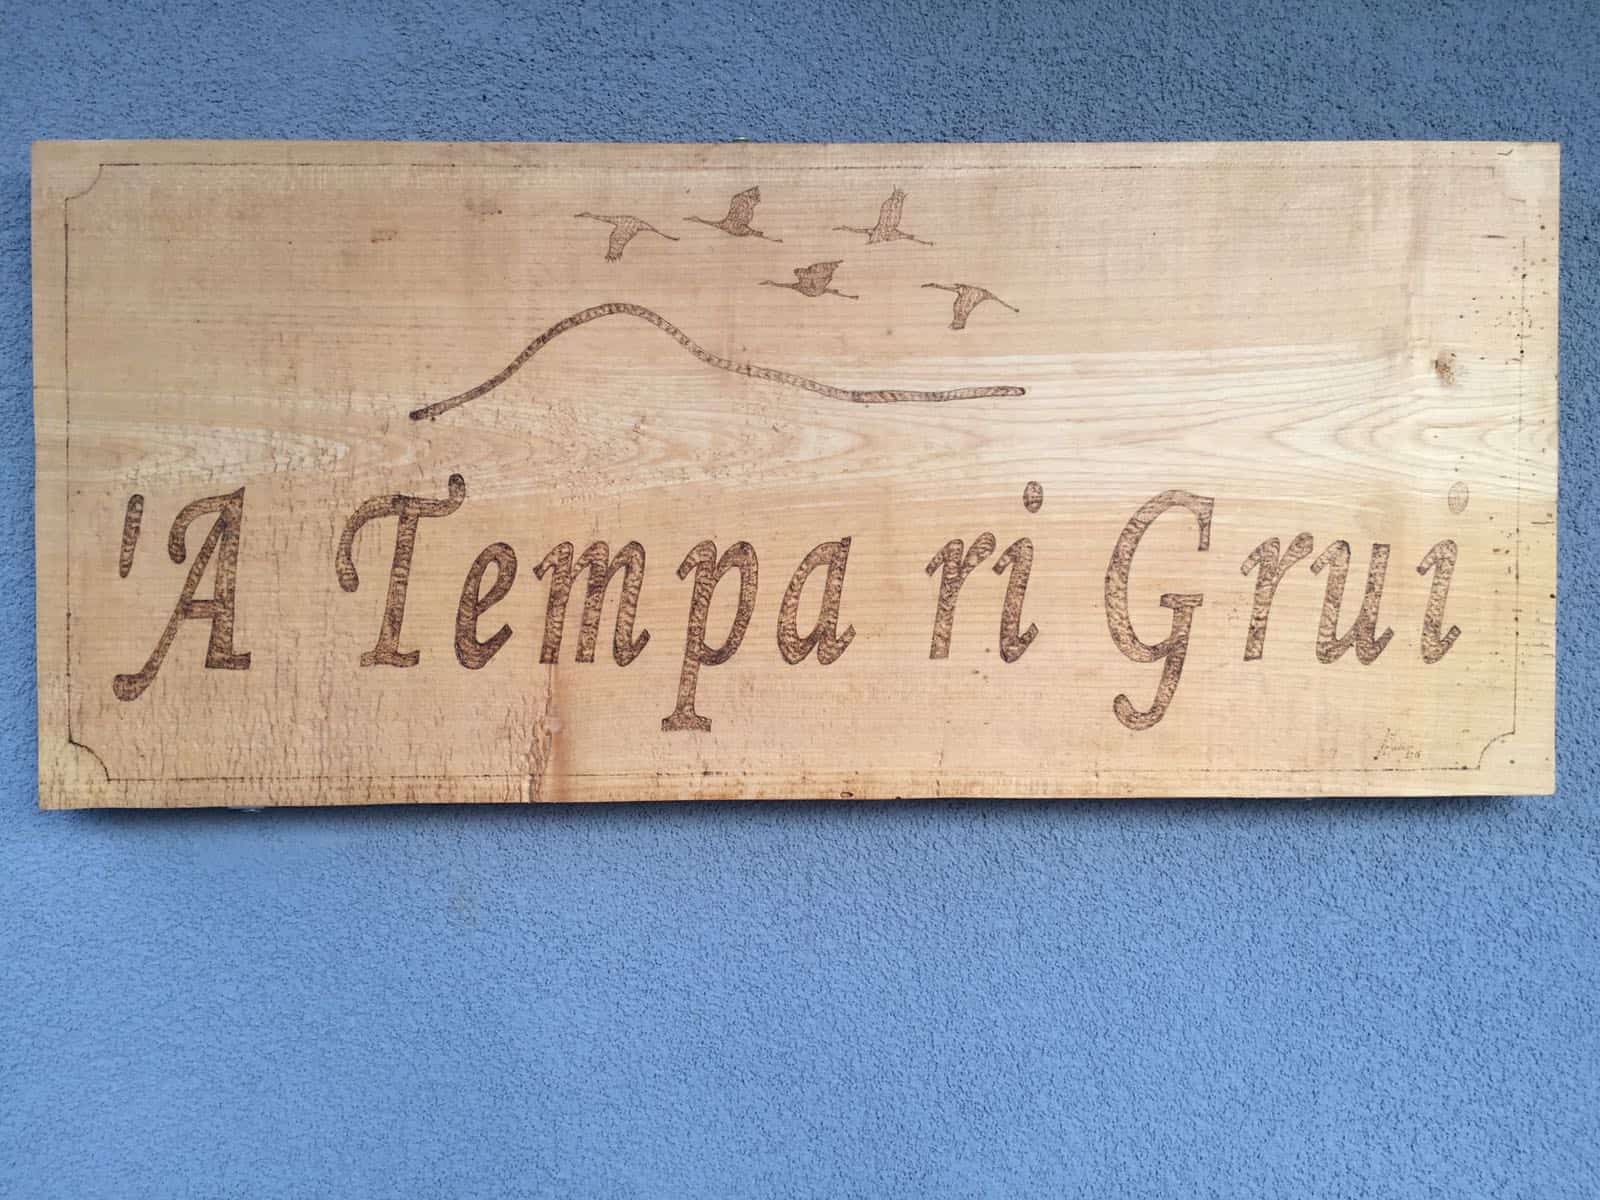 'A Tempa ri Grui